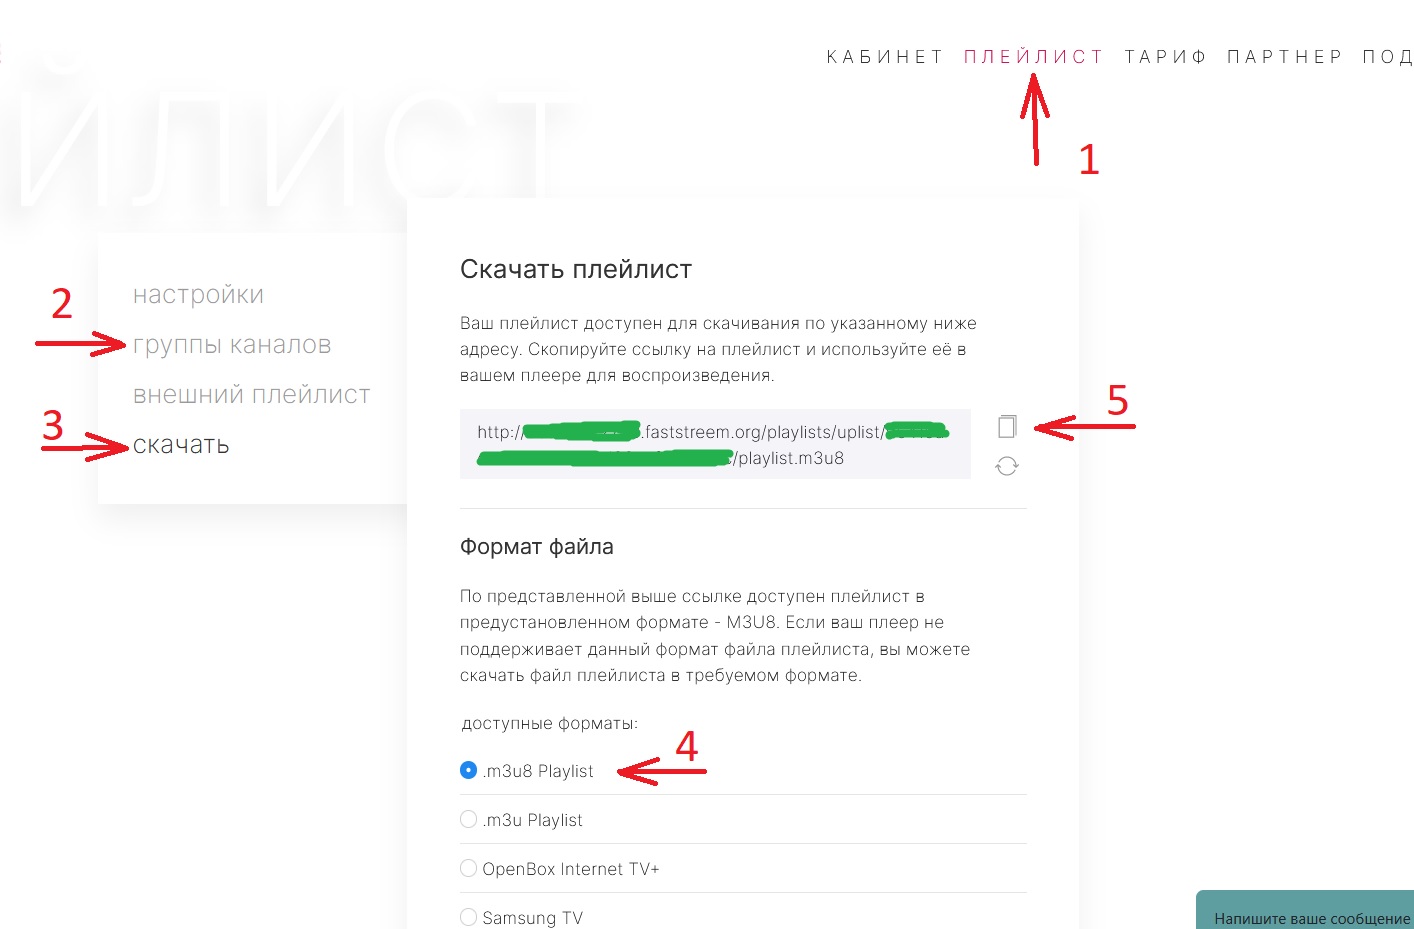 КАБИНЕТ ПЛЕЙЛИСТ ТАРИФ ПАРТНЕР ПОД
ЙЛИСТ
1
Скачать плейлист
2
настройки
группы каналов
внешний плейлист
3
скачать
Ваш плейлист доступен для скачивания по указанному ниже
адресу. Скопируйте ссылку на плейлист и используйте её в
вашем плеере для воспроизведения.
5
http:// .faststreem.org/playlists/uplist/
/playlist.m3u8
Формат файла
По представленной выше ссылке доступен плейлист в
предустановленном формате - M3U8. Если ваш плеер не
поддерживает данный формат файла плейлиста, вы можете
скачать файл плейлиста в требуемом формате.
доступные форматы:
4
.m3u8 Playlist
.m3u Playlist
OpenBox Internet TV+
Samsung TV
Напишите ваше сообщение